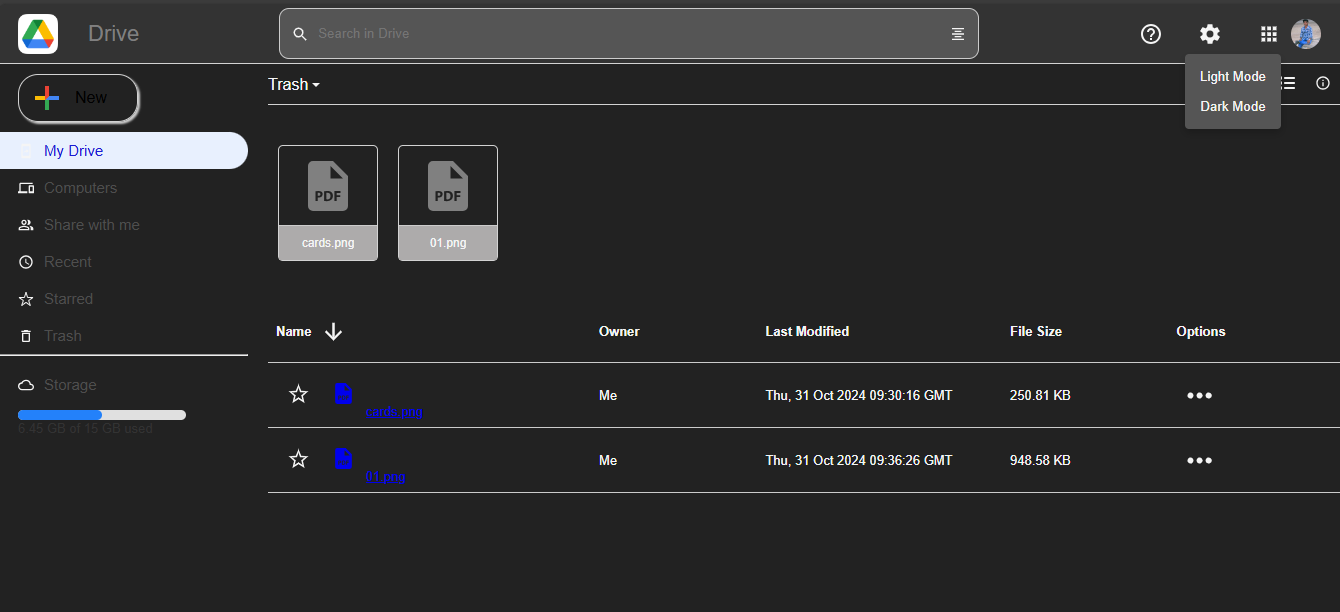 Drive
Search in Drive
Light Mode
Dark Mode
New
Trash
My Drive
Computers
Share with me
Recent
Starred
Trash
Storage
6.45 GB of 15 GB used
PDF PDF
cards.png 01.png
Name Owner Last Modified File Size Options
cards.png Me Thu, 31 Oct 2024 09:30:16 GMT 250.81 KB
01.png Me Thu, 31 Oct 2024 09:36:26 GMT 948.58 KB